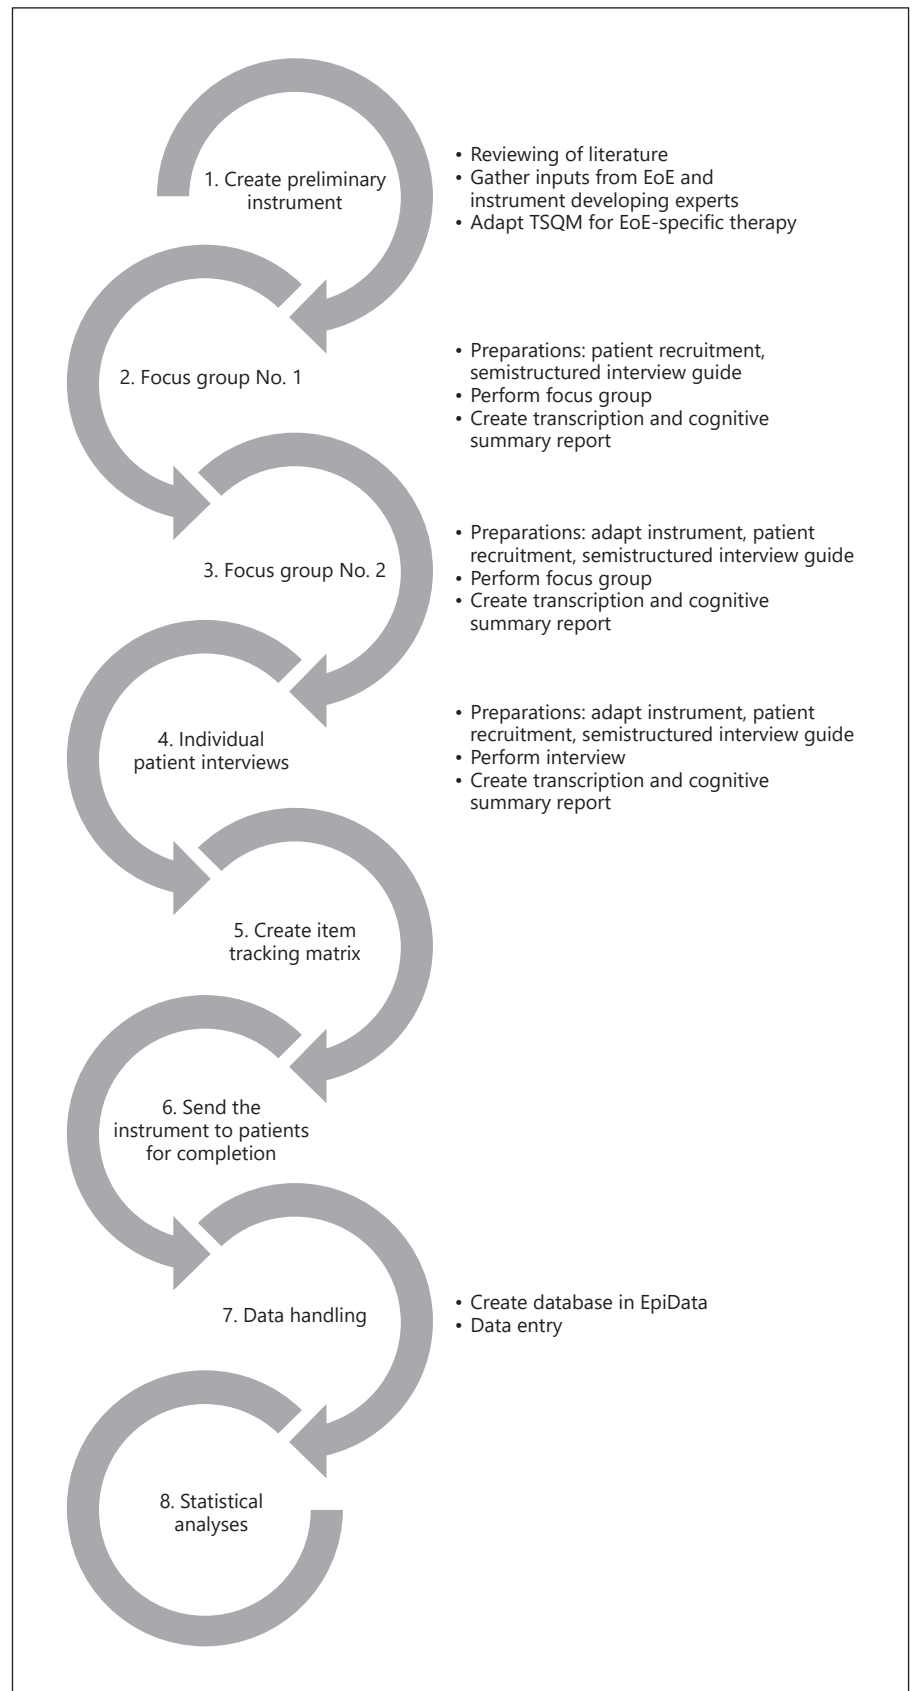 1. Create preliminary
instrument
• Reviewing of literature
• Gather inputs from EoE and
instrument developing experts
• Adapt TSQM for EoE-specific therapy
2. Focus group No. 1
• Preparations: patient recruitment,
semistructured interview guide
• Perform focus group
• Create transcription and cognitive
summary report
3. Focus group No. 2
• Preparations: adapt instrument, patient
recruitment, semistructured interview guide
• Perform focus group
• Create transcription and cognitive
summary report
4. Individual
patient interviews
• Preparations: adapt instrument, patient
recruitment, semistructured interview guide
• Perform interview
• Create transcription and cognitive
summary report
5. Create item
tracking matrix
6. Send the
instrument to patients
for completion
7. Data handling
• Create database in EpiData
• Data entry
8. Statistical
analyses